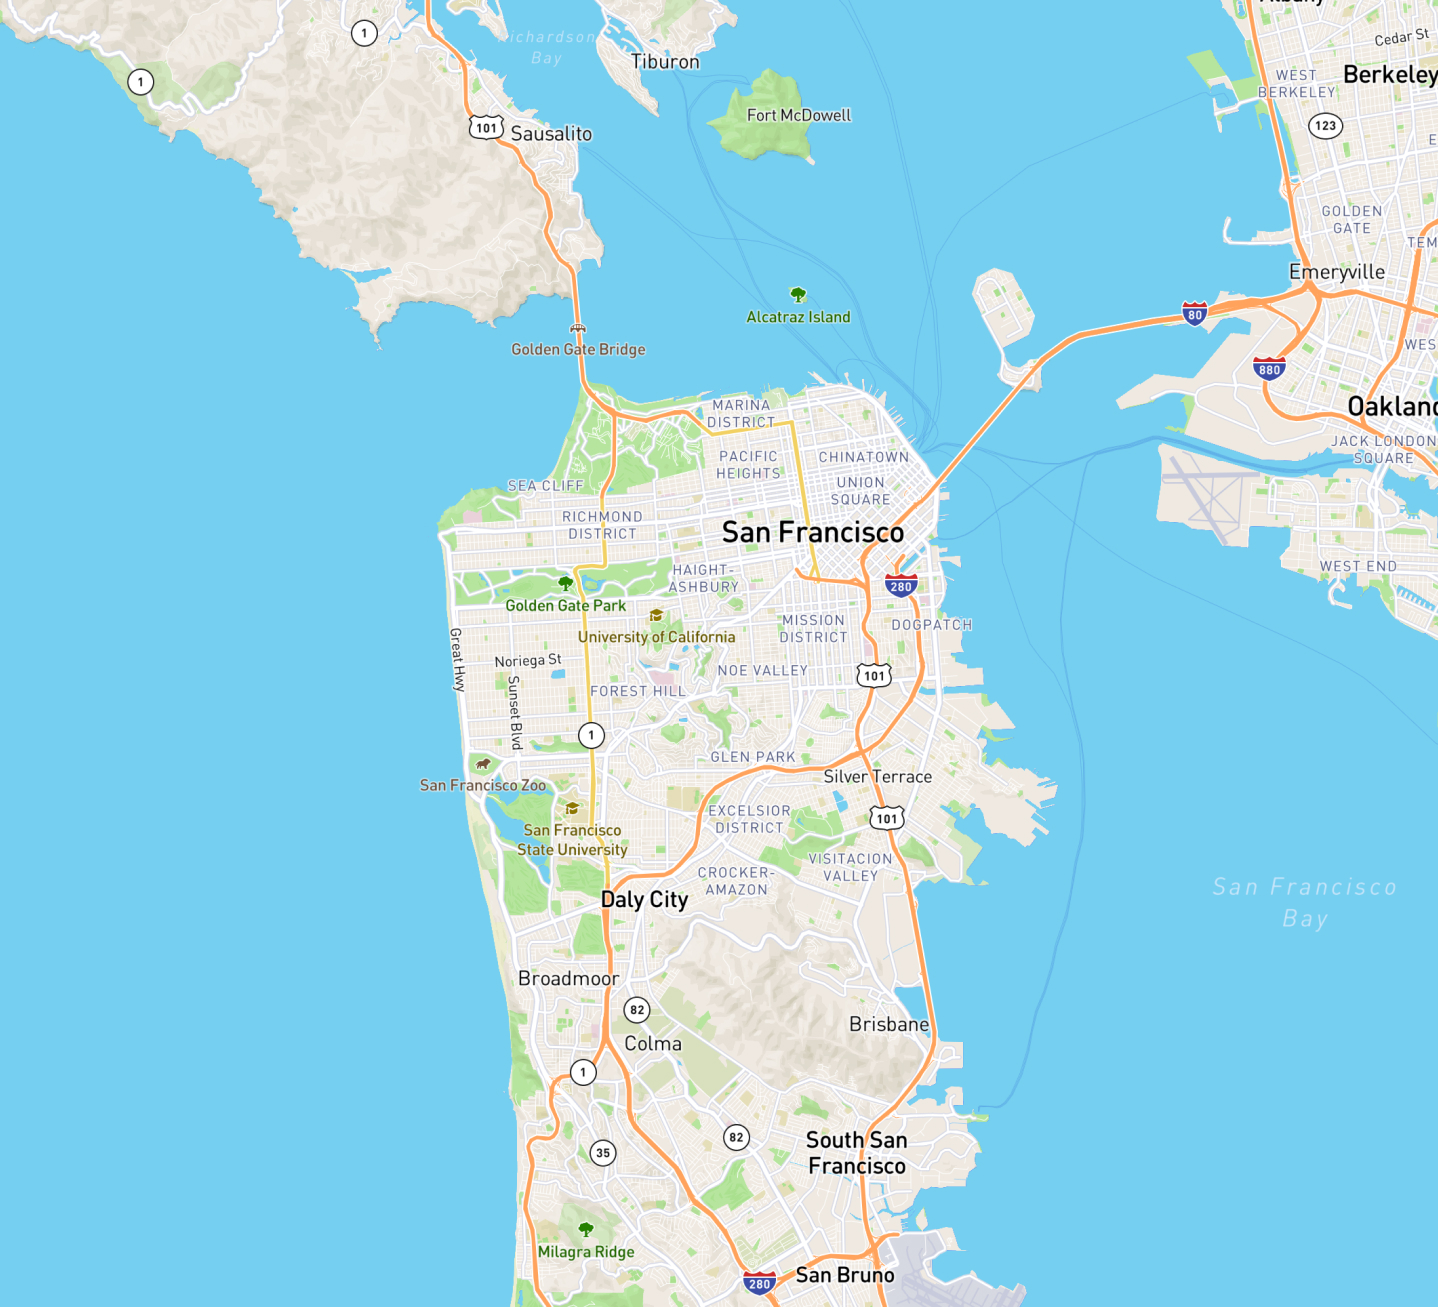 Albany
1
Richardson
Bay
Cedar St
Tiburon
WEST
BERKELEY
Berkeley
1
Fort McDowell
101
Sausalito
123
GOLDEN
GATE
TEM
Emeryville
Alcatraz Island
80
Golden Gate Bridge
WES
880
MARINA
DISTRICT
Oakland
JACK LONDON
SQUARE
PACIFIC
HEIGHTS
CHINATOWN
SEA CLIFF
UNION
SQUARE
RICHMOND
DISTRICT
San Francisco
HAIGHT-
ASHBURY
WEST END
280
Golden Gate Park
University of California
MISSION
DISTRICT
DOGPATCH
Great Hwy
Noriega St
NOE VALLEY
101
Sunset Blvd
FOREST HILL
1
GLEN PARK
Silver Terrace
San Francisco Zoo
EXCELSIOR
DISTRICT
101
San Francisco
State University
VISITACION
VALLEY
CROCKER-
AMAZON
San Francisco
Bay
Daly City
Broadmoor
82
Brisbane
Colma
1
82
South San
Francisco
35
Milagra Ridge
280
San Bruno